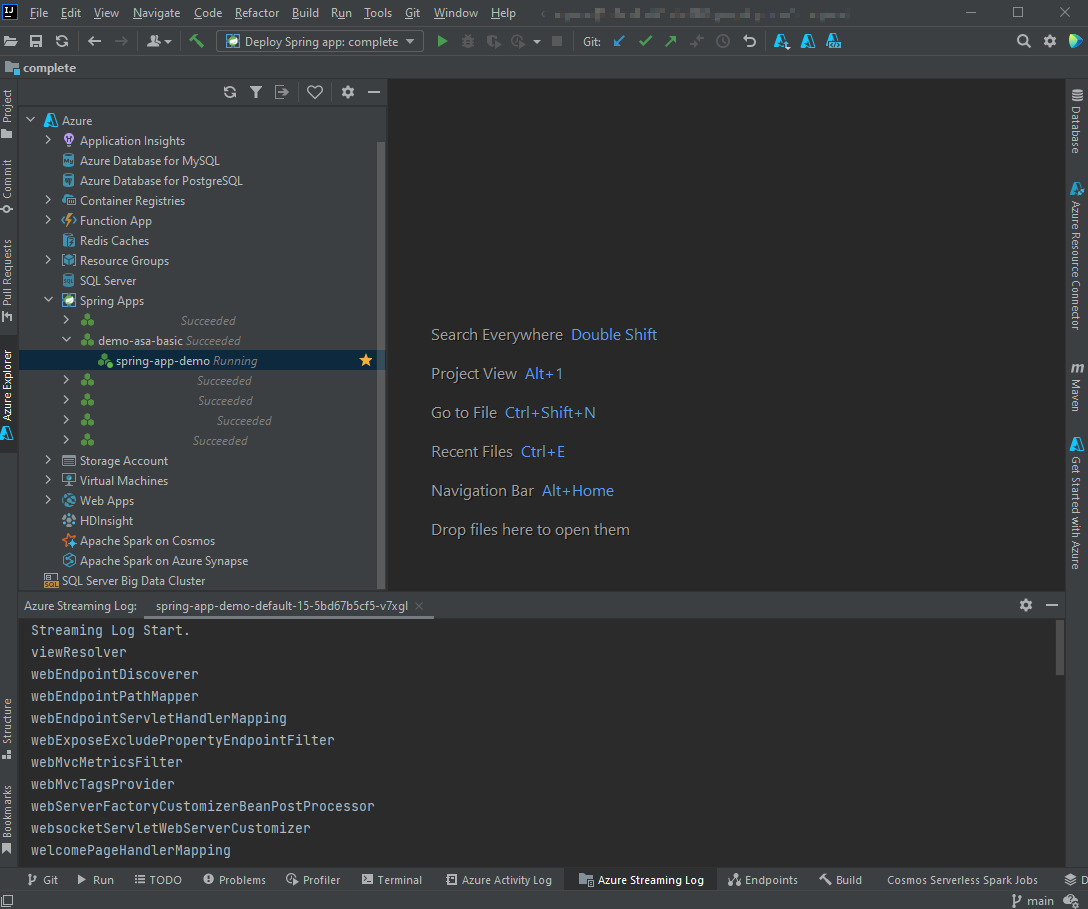 File Edit View Navigate Code Refactor Build Run Tools Git Window Help
Deploy Spring app: complete Git:
complete
Project
Commit
Pull Requests
Azure Explorer
Structure
Bookmarks
Azure
Application Insights
Azure Database for MySQL
Azure Database for PostgreSQL
Container Registries
Function App
Redis Caches
Resource Groups
SQL Server
Spring Apps
Succeeded
demo-asa-basic Succeeded
spring-app-demo Running
Succeeded
Succeeded
Succeeded
Succeeded
Storage Account
Virtual Machines
Web Apps
HDInsight
Apache Spark on Cosmos
Apache Spark on Azure Synapse
SQL Server Big Data Cluster
Search Everywhere Double Shift
Project View Alt+1
Go to File Ctrl+Shift+N
Recent Files Ctrl+E
Navigation Bar Alt+Home
Drop files here to open them
Database
Azure Resource Connector
Maven
Get Started with Azure
Azure Streaming Log: spring-app-demo-default-15-5bd67b5cf5-v7xgl
Streaming Log Start.
viewResolver
webEndpointDiscoverer
webEndpointPathMapper
webEndpointServletHandlerMapping
webExposeExcludePropertyEndpointFilter
webMvcMetricsFilter
webMvcTagsProvider
webServerFactoryCustomizerBeanPostProcessor
websocketServletWebServerCustomizer
welcomePageHandlerMapping
Git Run TODO Problems Profiler Terminal Azure Activity Log Azure Streaming Log Endpoints Build Cosmos Serverless Spark Jobs D
main